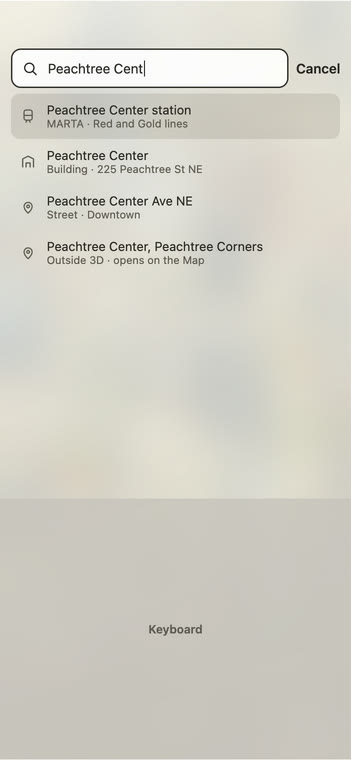 Peachtree Cent
Cancel
Peachtree Center station
MARTA · Red and Gold lines
Peachtree Center
Building · 225 Peachtree St NE
Peachtree Center Ave NE
Street · Downtown
Peachtree Center, Peachtree Corners
Outside 3D · opens on the Map
Keyboard